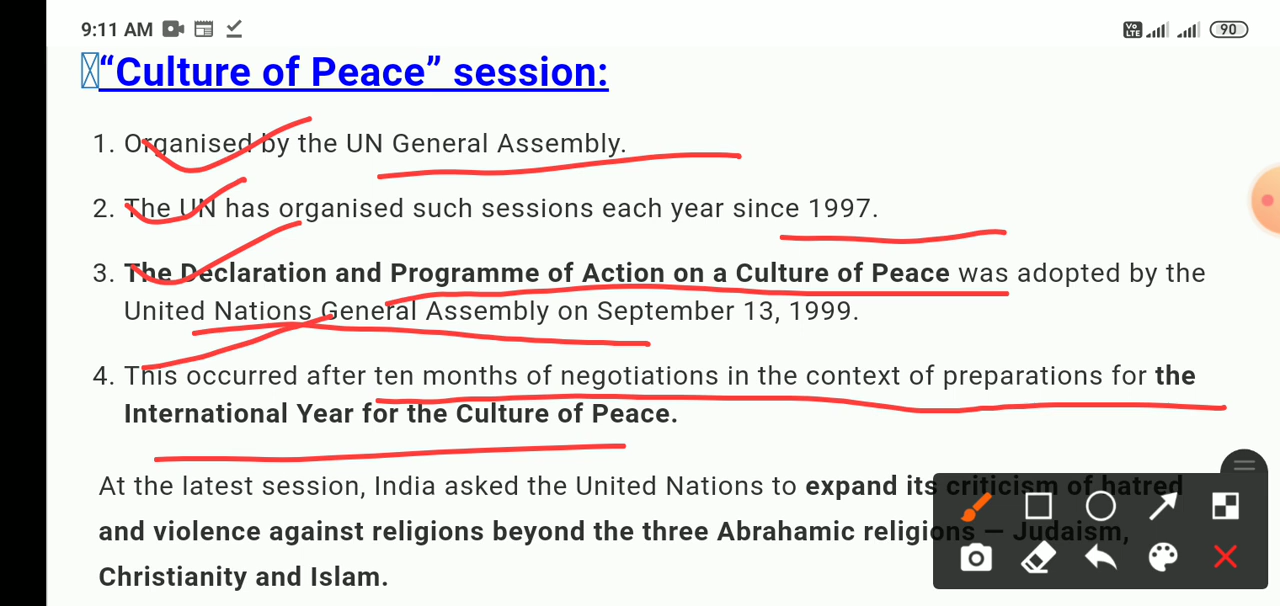 9:11 AM
Vo LTE
90
“Culture of Peace” session:
1. Organised by the UN General Assembly.
2. The UN has organised such sessions each year since 1997.
3. The Declaration and Programme of Action on a Culture of Peace was adopted by the
United Nations General Assembly on September 13, 1999.
4. This occurred after ten months of negotiations in the context of preparations for the
International Year for the Culture of Peace.
At the latest session, India asked the United Nations to expand its criticism of hatred
and violence against religions beyond the three Abrahamic religions — Judaism,
Christianity and Islam.